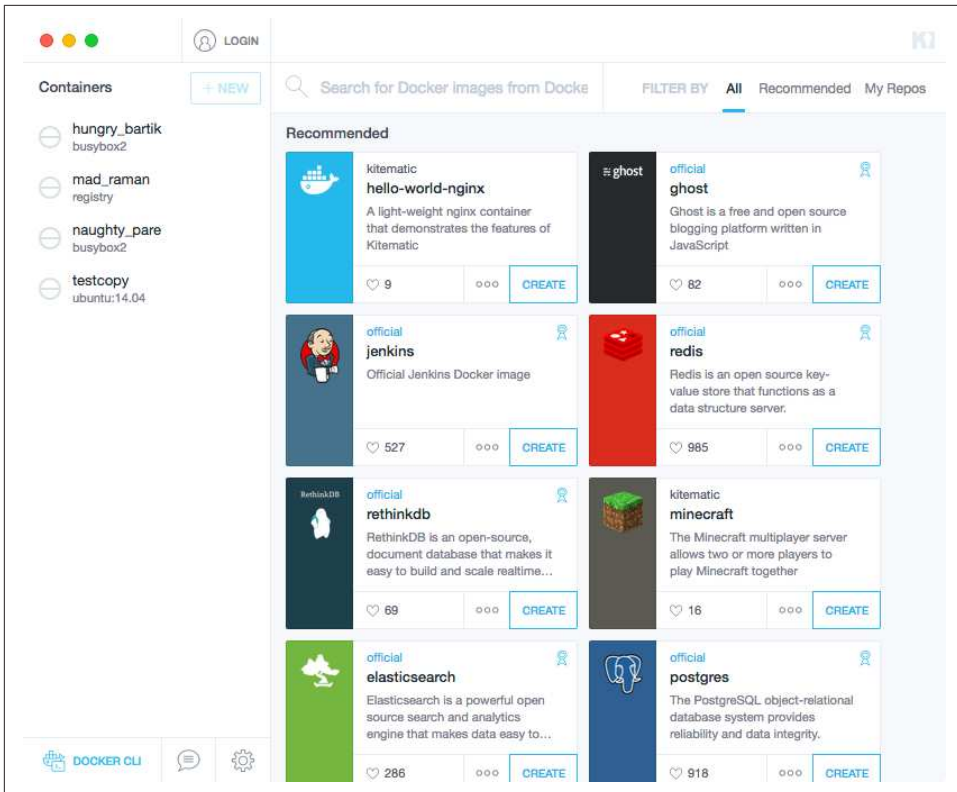 LOGIN
Containers
+ NEW
hungry_bartik
busybox2
mad_raman
registry
naughty_pare
busybox2
testcopy
ubuntu:14.04
DOCKER CLI
Search for Docker images from Docke
FILTER BY All Recommended My Repos
Recommended
kitematic
hello-world-nginx
A light-weight nginx container
that demonstrates the features of
Kitematic
9
CREATE
ghost
official
ghost
Ghost is a free and open source
blogging platform written in
JavaScript
82
CREATE
official
jenkins
Official Jenkins Docker image
527
CREATE
official
redis
Redis is an open source key-
value store that functions as a
data structure server.
985
CREATE
RethinkDB
official
rethinkdb
RethinkDB is an open-source,
document database that makes it
easy to build and scale realtime...
69
CREATE
kitematic
minecraft
The Minecraft multiplayer server
allows two or more players to
play Minecraft together
16
CREATE
official
elasticsearch
Elasticsearch is a powerful open
source search and analytics
engine that makes data easy to...
286
CREATE
official
postgres
The PostgreSQL object-relational
database system provides
reliability and data integrity.
918
CREATE